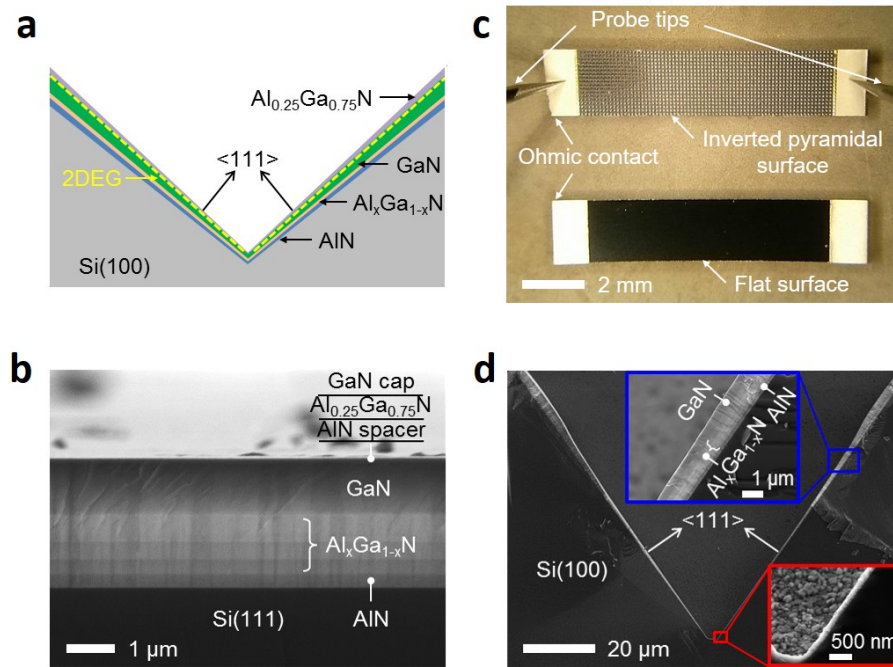 a
Al₀.₂₅Ga₀.₇₅N
<111>
2DEG
GaN
AlₓGa₁₋ₓN
AlN
Si(100)
b
GaN cap
Al₀.₂₅Ga₀.₇₅N
AlN spacer
GaN
AlₓGa₁₋ₓN
Si(111)
AlN
1 µm
c
Probe tips
Ohmic contact
Inverted pyramidal
surface
Flat surface
2 mm
d
GaN
AlN
AlₓGa₁₋ₓN
1 µm
<111>
Si(100)
20 µm
500 nm